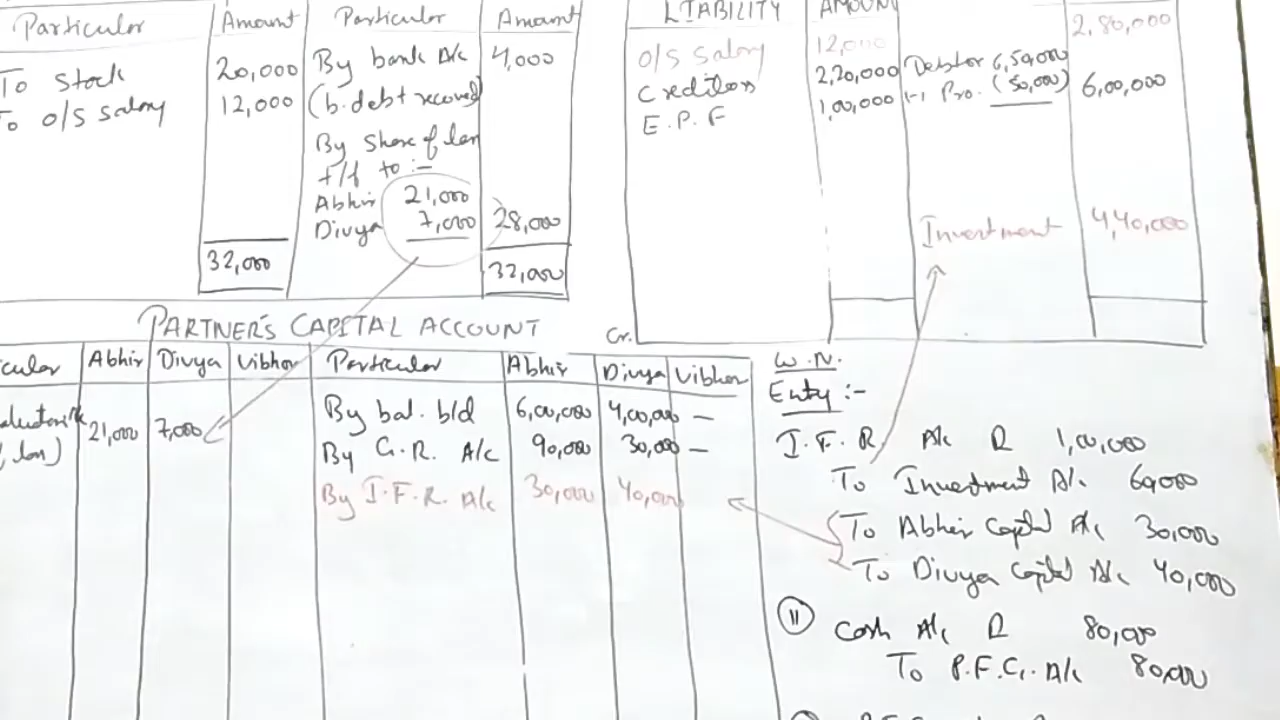 Particular Amount Particular Amount
To Stock 20,000 By bank A/c 4,000
To O/S Salary 12,000 (b. debt recovered)
By Share of loss
t/f to :-
Abhir 21,000
Divya 7,000 28,000
32,000 32,000
LIABILITY AMOUNT
2,80,000
O/S Salary 12,000
Creditors 2,20,000 Debtor 6,50,000
E.P.F 1,00,000 (-) Pro. (50,000) 6,00,000
Investment 4,40,000
PARTNER'S CAPITAL ACCOUNT Cr.
Abhir Divya Vibhor Particular Abhir Divya Vibhor
21,000 7,000 By bal. b/d 6,00,000 4,00,000 —
By G.R. A/c 90,000 30,000 —
By I.F.R. A/c 30,000 40,000
W.N.
Entry :-
I.F.R A/c D 1,00,000
To Investment A/c 60,000
To Abhir Capital A/c 30,000
To Divya Capital A/c 40,000
(II) Cash A/c D 80,000
To P.F.G. A/c 80,000